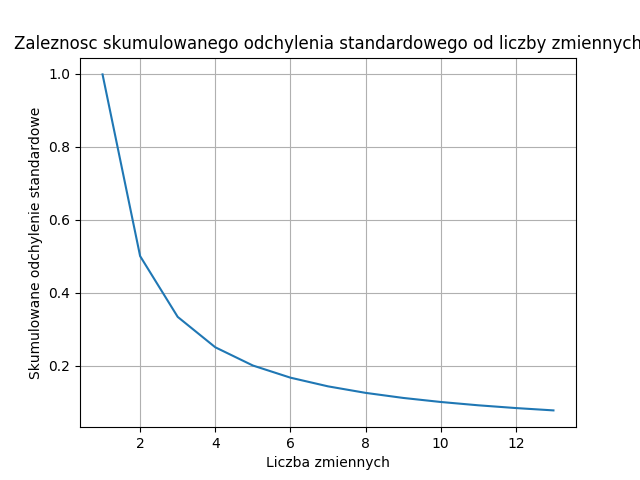 Zaleznosc skumulowanego odchylenia standardowego od liczby zmiennych
Skumulowane odchylenie standardowe
1.0
0.8
0.6
0.4
0.2
2 4 6 8 10 12
Liczba zmiennych